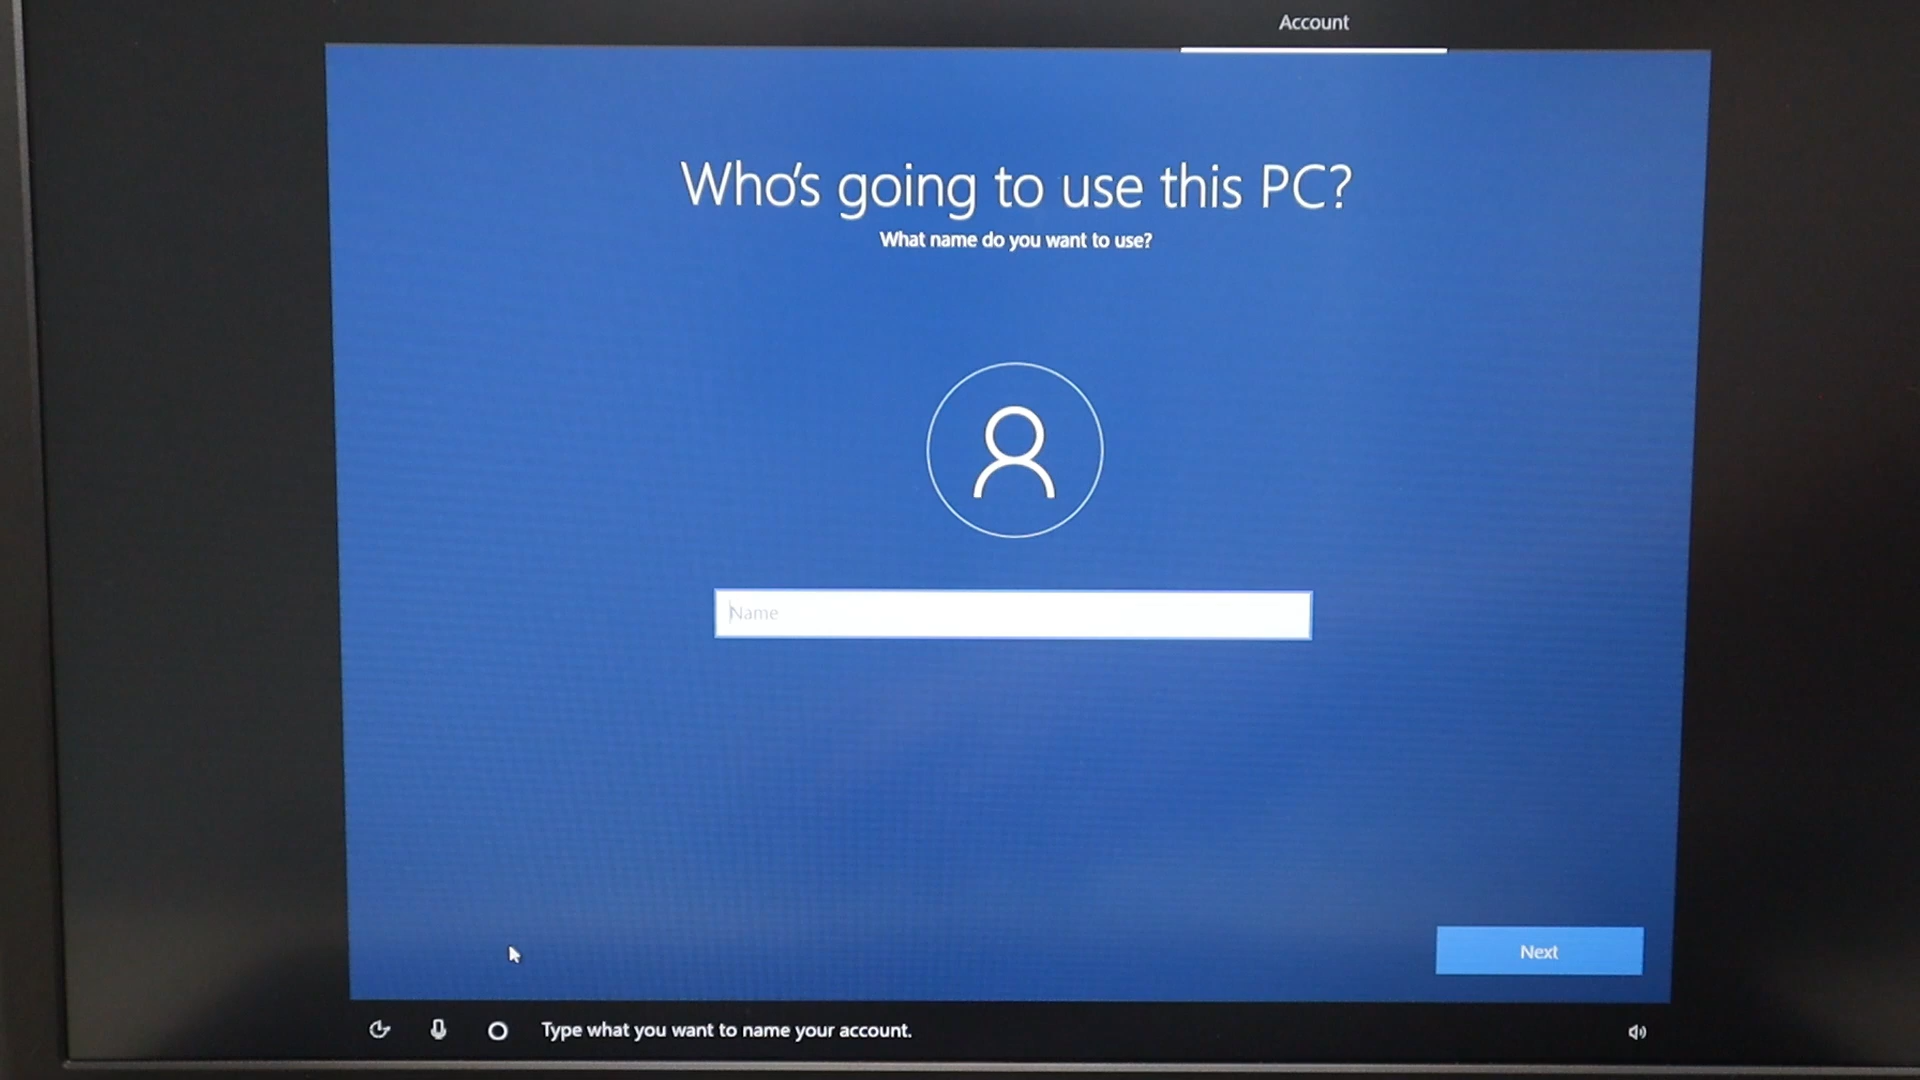 Account
Who's going to use this PC?
What name do you want to use?
Name
Next
Type what you want to name your account.